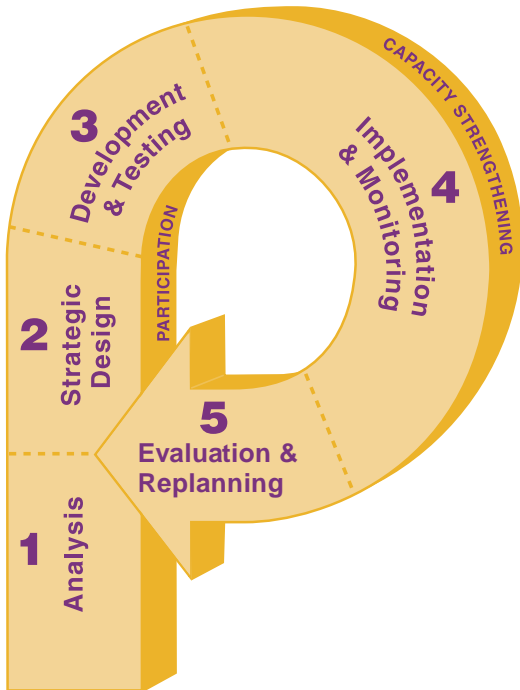 1
Analysis
2
Strategic
Design
3
Development
& Testing
4
Implementation
& Monitoring
5
Evaluation &
Replanning
PARTICIPATION
CAPACITY STRENGTHENING